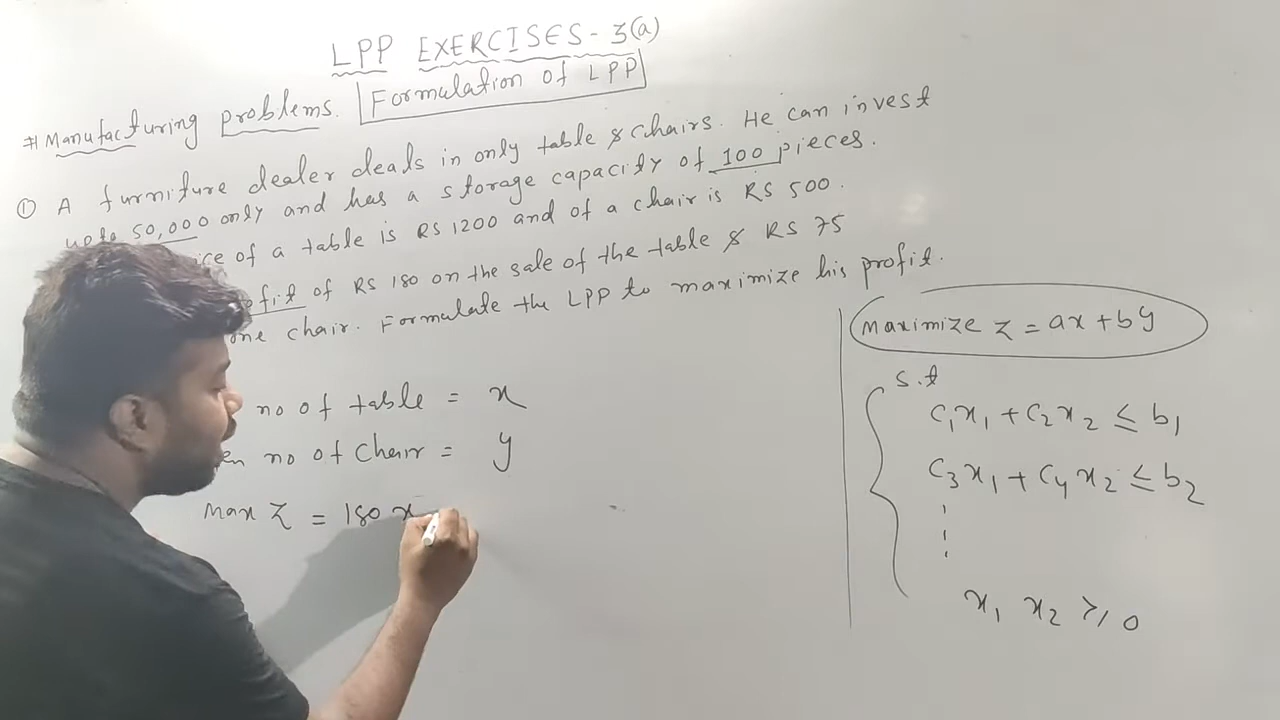 LPP EXERCISES - 3(a)
# Manufacturing problems. Formulation of LPP
① A furniture dealer deals in only table & chairs. He can invest
upto 50,000 only and has a storage capacity of 100 pieces.
of a table is RS 1200 and of a chair is RS 500.
of RS 180 on the sale of the table & RS 75
one chair. Formulate the LPP to maximize his profit.
no of table = x
no of Chair = y
Max Z = 180 x
Maximize z = ax + by
s.t
c₁x₁ + c₂x₂ ≤ b₁
c₃x₁ + c₄x₂ ≤ b₂
x₁ x₂ ≥ 0